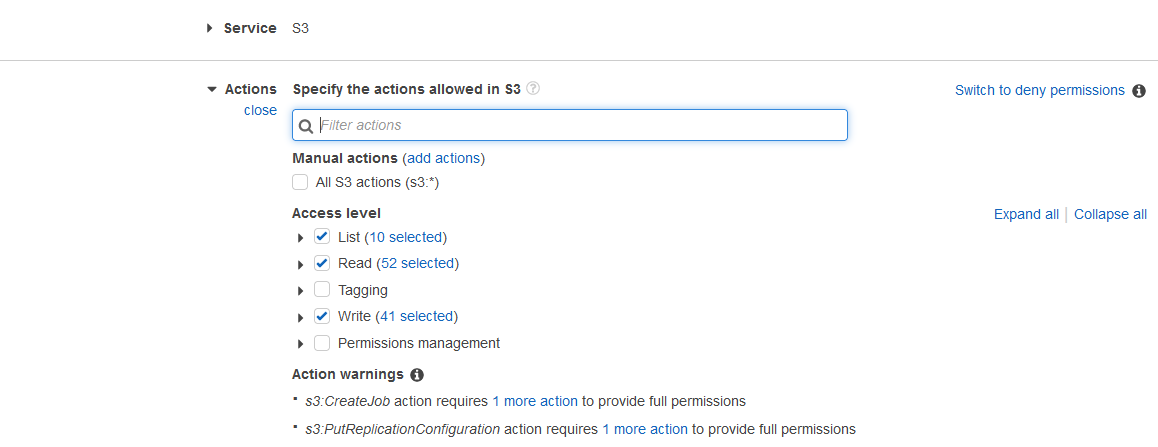 Service S3
Actions Specify the actions allowed in S3 ?
Switch to deny permissions i
close
Filter actions
Manual actions (add actions)
All S3 actions (s3:*)
Access level
Expand all | Collapse all
List (10 selected)
Read (52 selected)
Tagging
Write (41 selected)
Permissions management
Action warnings i
s3:CreateJob action requires 1 more action to provide full permissions
s3:PutReplicationConfiguration action requires 1 more action to provide full permissions